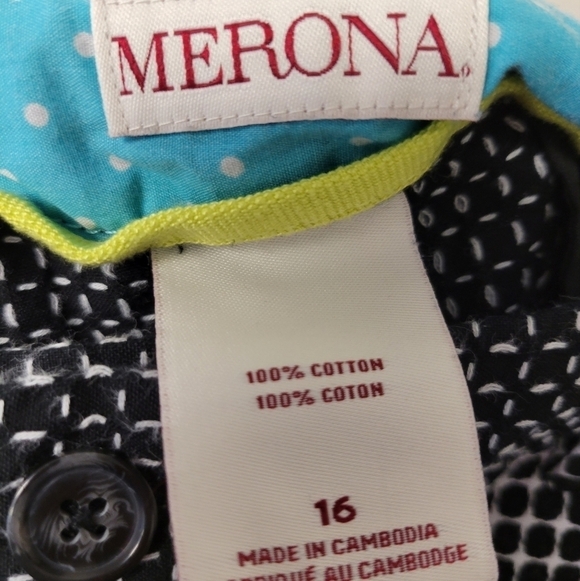 MERONA
100% COTTON
100% COTON
16
MADE IN CAMBODIA
AU CAMBODGE